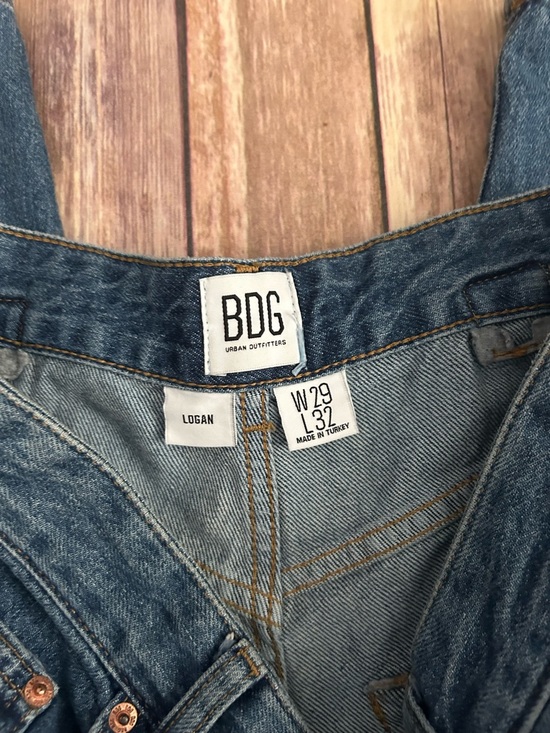 BDG
URBAN OUTFITTERS
LOGAN
W29
L32
MADE IN TURKEY